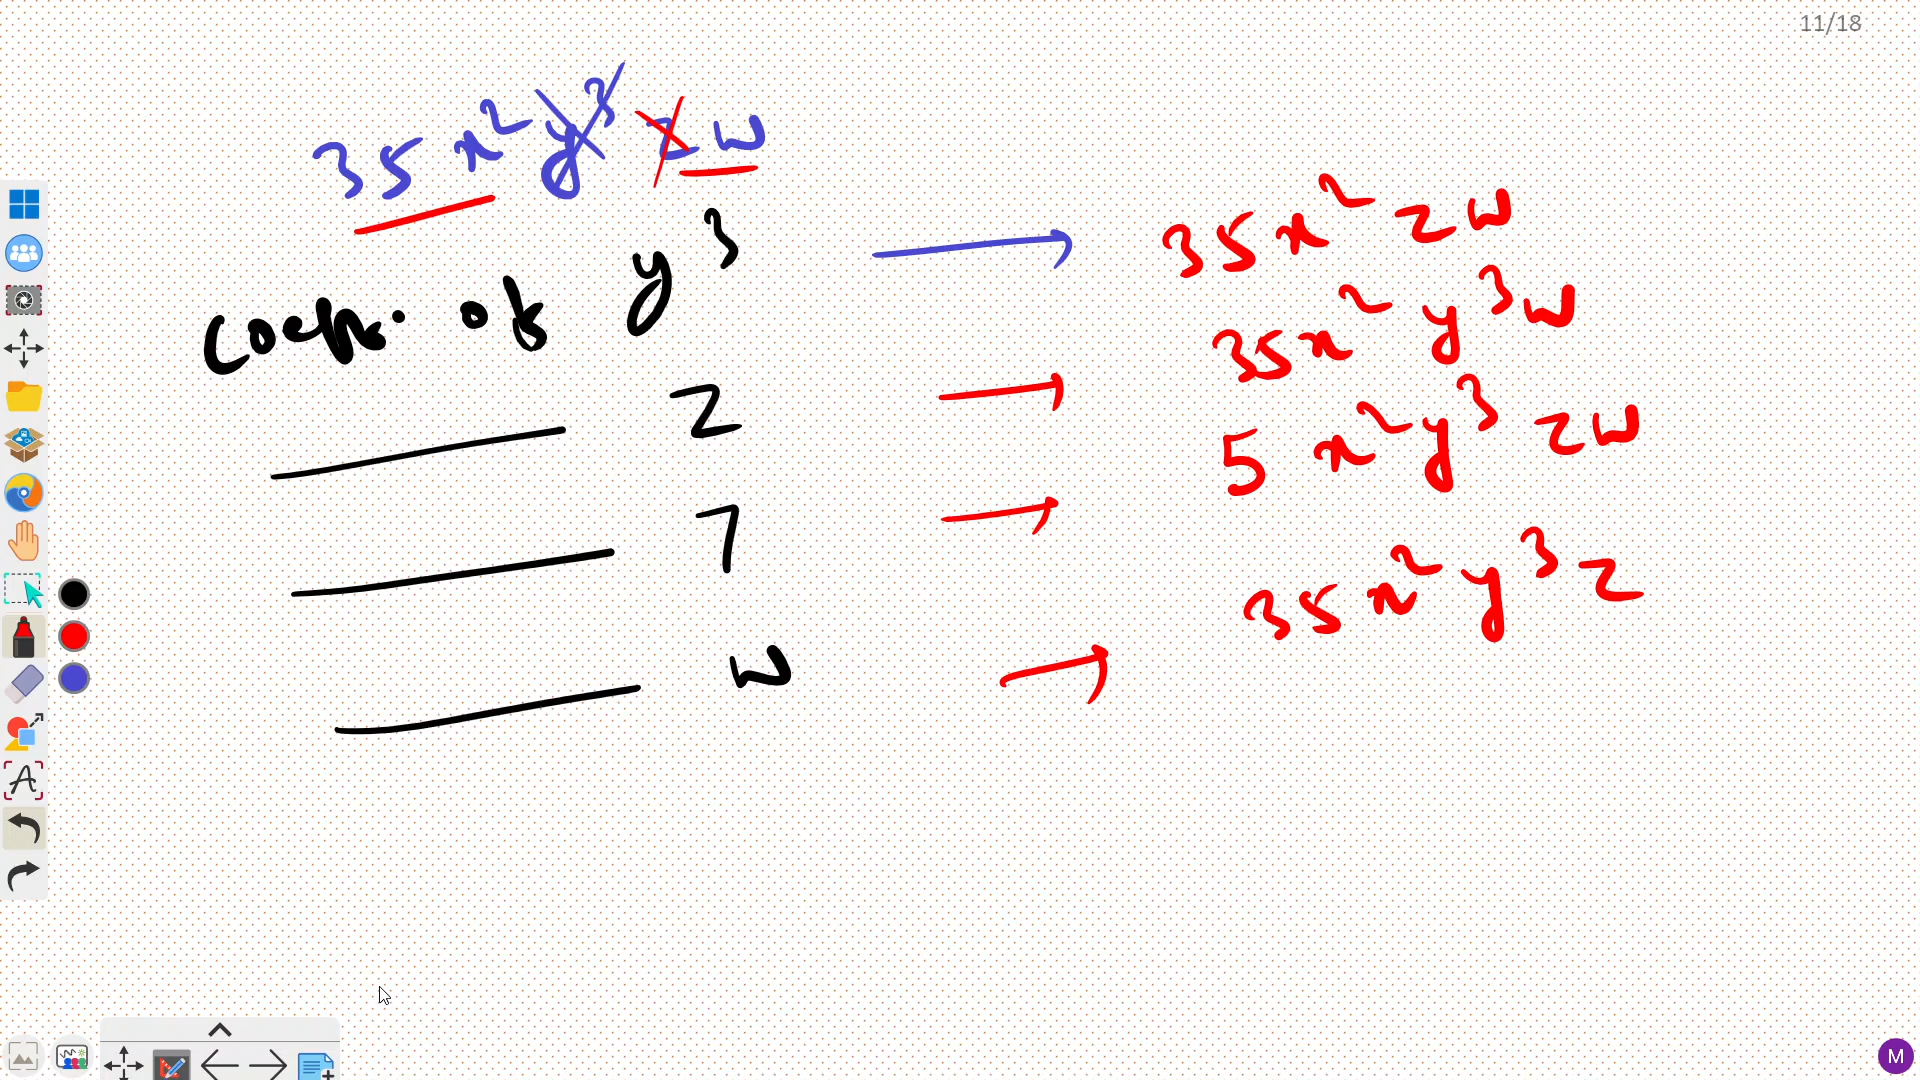 11/18
35x²y³zw
Coeff. of y³ → 35x²zw
z → 35x²y³w
7 → 5x²y³zw
w → 35x²y³z
M